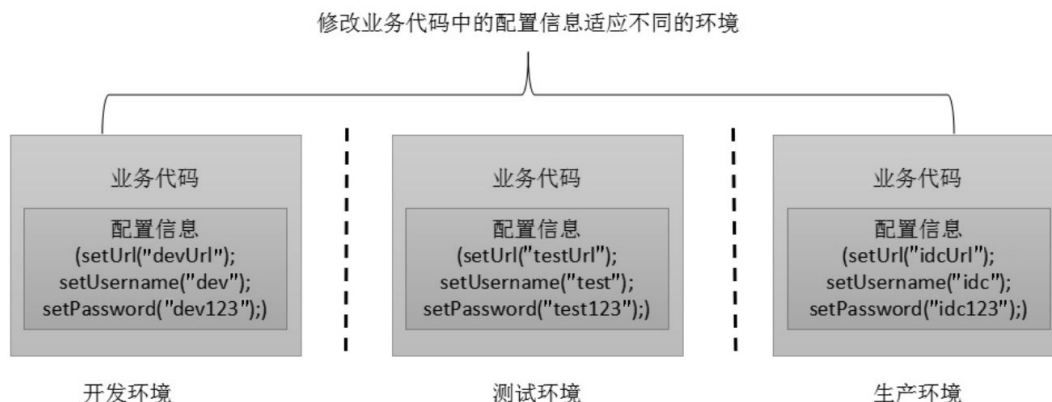 修改业务代码中的配置信息适应不同的环境
业务代码
配置信息
(setUrl("devUrl");
setUsername("dev");
setPassword("dev123");)
开发环境
业务代码
配置信息
(setUrl("testUrl");
setUsername("test");
setPassword("test123");)
测试环境
业务代码
配置信息
(setUrl("idcUrl");
setUsername("idc");
setPassword("idc123");)
生产环境